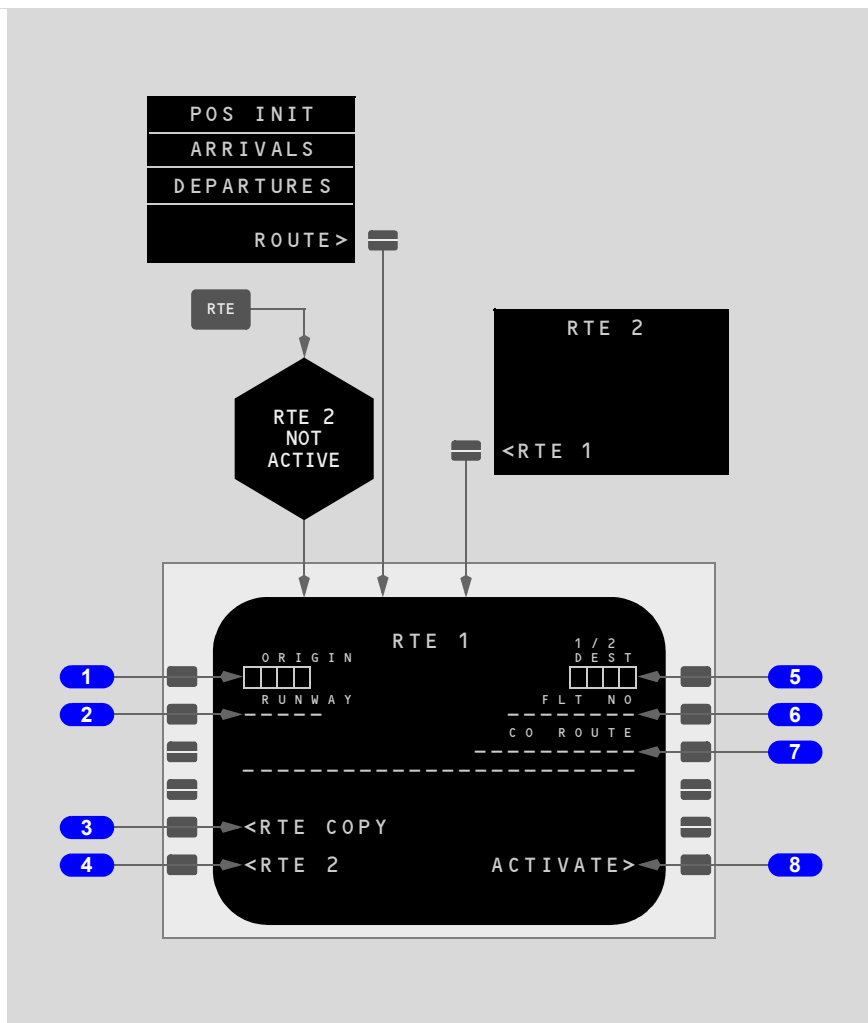 POS INIT
ARRIVALS
DEPARTURES
ROUTE>
RTE
RTE 2
NOT
ACTIVE
RTE 2
<RTE 1
RTE 1
1/2
ORIGIN
DEST
RUNWAY
FLT NO
-----
--------
CO ROUTE
----------
------------------------
<RTE COPY
<RTE 2
ACTIVATE>
1
2
3
4
5
6
7
8